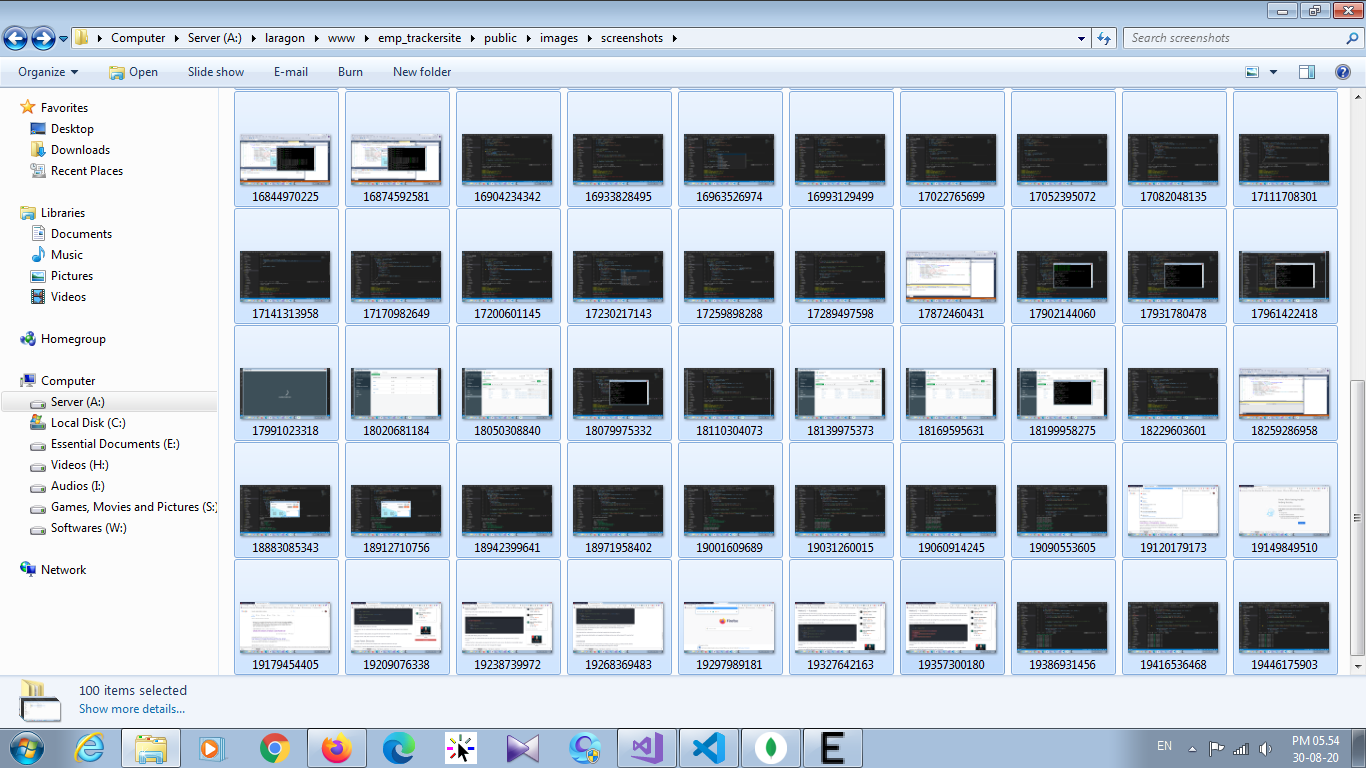 Computer Server (A:) laragon www emp_trackersite public images screenshots
Search screenshots
Organize Open Slide show E-mail Burn New folder
Favorites
Desktop
Downloads
Recent Places
Libraries
Documents
Music
Pictures
Videos
Homegroup
Computer
Server (A:)
Local Disk (C:)
Essential Documents (E:)
Videos (H:)
Audios (I:)
Games, Movies and Pictures (S:)
Softwares (W:)
Network
16844970225 16874592581 16904234342 16933828495 16963526974 16993129499 17022765699 17052395072 17082048135 17111708301
17141313958 17170982649 17200601145 17230217143 17259898288 17289497598 17872460431 17902144060 17931780478 17961422418
17991023318 18020681184 18050308840 18079975332 18110304073 18139975373 18169595631 18199958275 18229603601 18259286958
18883085343 18912710756 18942399641 18971958402 19001609689 19031260015 19060914245 19090553605 19120179173 19149849510
19179454405 19209076338 19238739972 19268369483 19297989181 19327642163 19357300180 19386931456 19416536468 19446175903
100 items selected
Show more details...
EN
PM 05.54
30-08-20